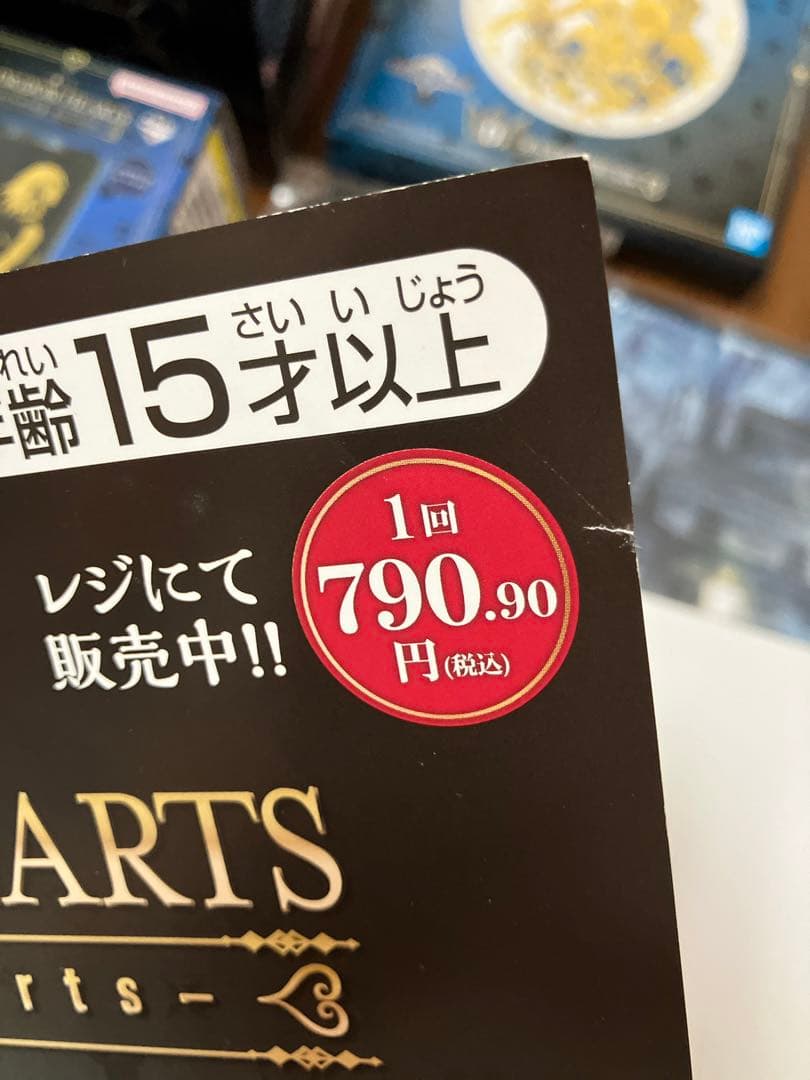 れい さい い じょう
齢15才以上
レジにて
販売中!!
1回
790.90
円(税込)
ARTS
rts–